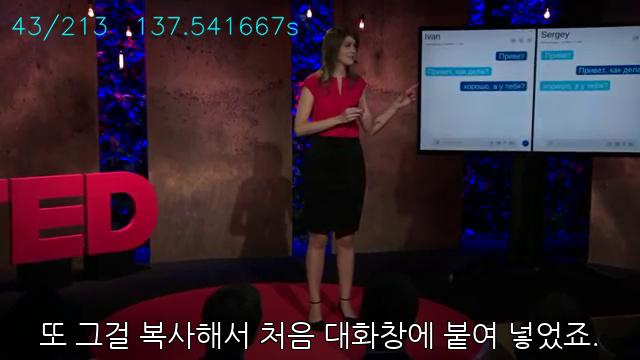 43/213 137.541667s
Ivan
Привет
Привет, как дела?
хорошо, а у тебя?
Sergey
Привет
Привет, как дела
хорошо, а у тебя?
TED
또 그걸 복사해서 처음 대화창에 붙여 넣었죠.